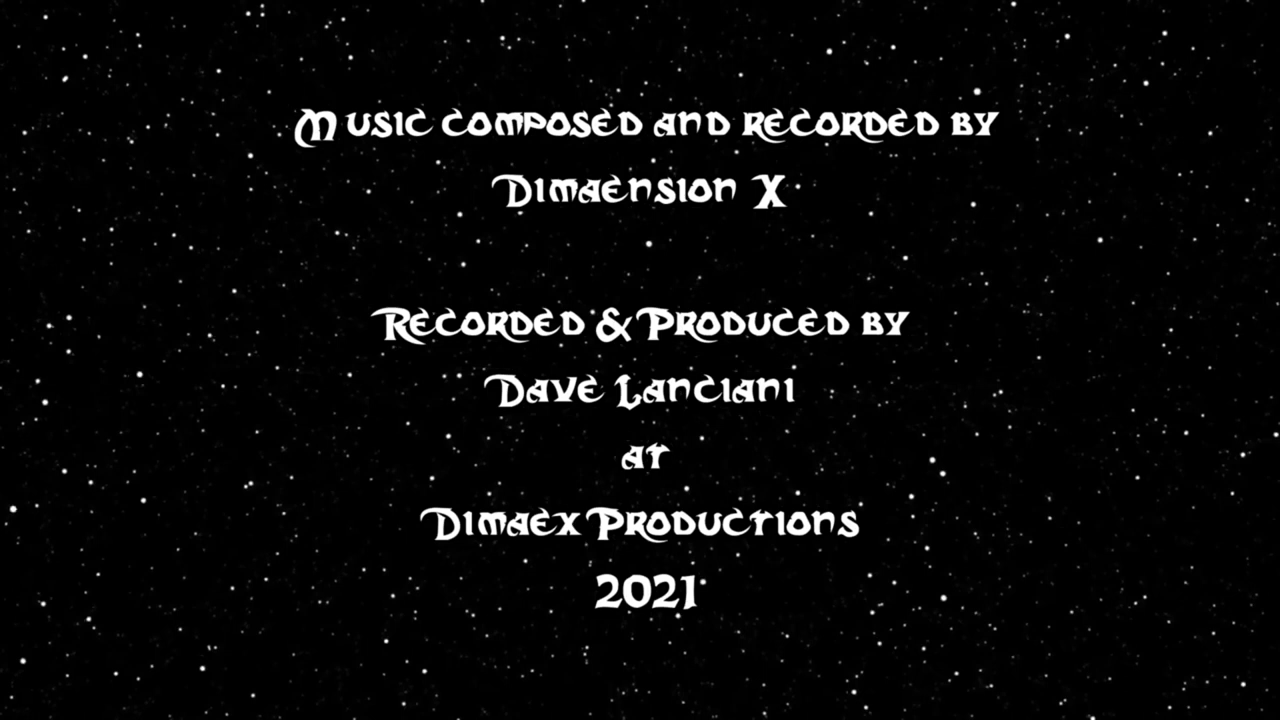 Music composed and recorded by
Dimaension X
Recorded & Produced by
Dave Lanciani
at
Dimaex Productions
2021